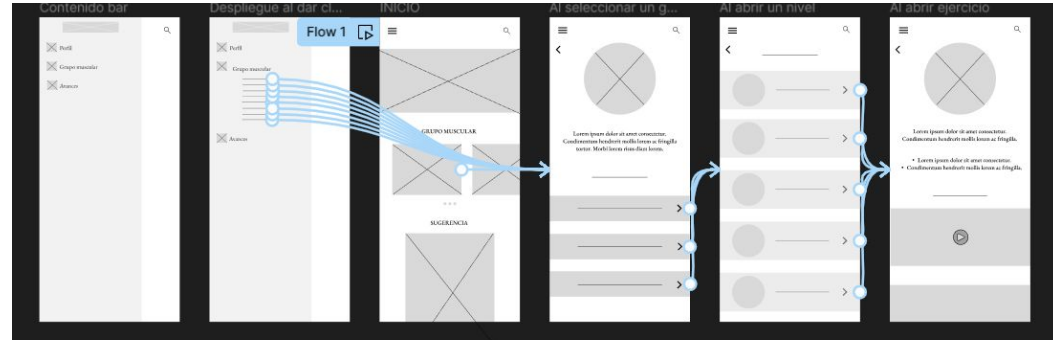 Contenido bar
Perfil
Grupo muscular
Avances
Despliegue al dar cl...
Flow 1
Perfil
Grupo muscular
Avances
INICIO
GRUPO MUSCULAR
SUGERENCIA
Al seleccionar un g...
Lorem ipsum dolor sit amet consectetur.
Condimentum hendrerit mollis lorem ac fringilla
tortor. Morbi lorem risus diam lorem.
Al abrir un nivel
Al abrir ejercicio
Lorem ipsum dolor sit amet consectetur.
Condimentum hendrerit mollis lorem ac fringilla.
• Lorem ipsum dolor sit amet consectetur.
• Condimentum hendrerit mollis lorem ac fringilla.